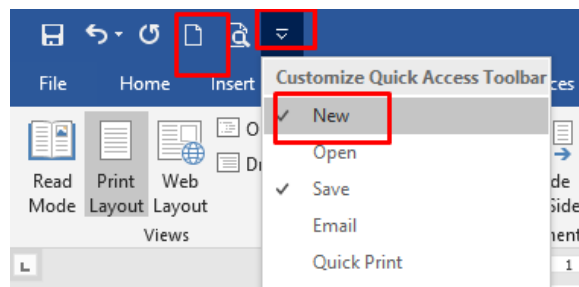 File Home Insert
Customize Quick Access Toolbar
New
Open
Save
Email
Quick Print
Read Mode
Print Layout
Web Layout
Views
1